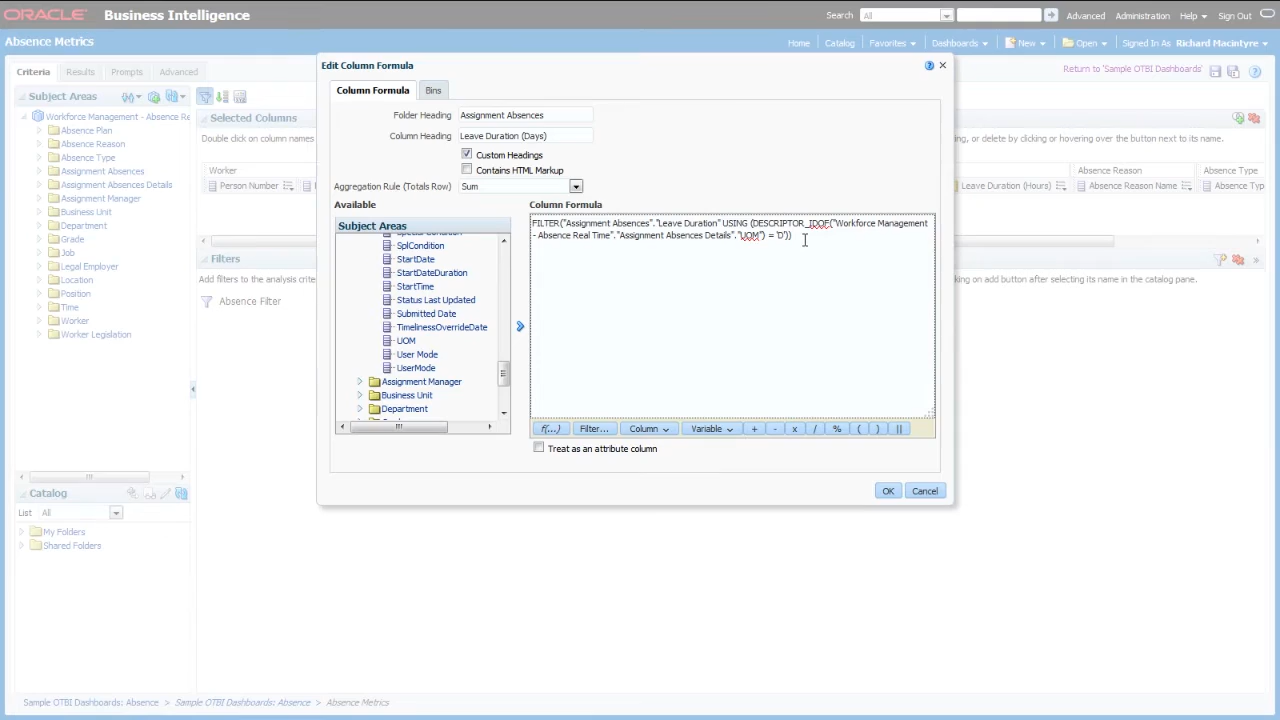 ORACLE Business Intelligence
Search All Advanced Administration Help Sign Out
Absence Metrics
Home Catalog Favorites Dashboards New Open Signed In As Richard Macintyre
Criteria Results Prompts Advanced
Return to 'Sample OTBI Dashboards'
Subject Areas
Workforce Management - Absence Re
Absence Plan
Absence Reason
Absence Type
Assignment Absences
Assignment Absences Details
Assignment Manager
Business Unit
Department
Grade
Job
Legal Employer
Location
Position
Time
Worker
Worker Legislation
Catalog
List All
My Folders
Shared Folders
Selected Columns
Double click on column names
ing, or delete by clicking or hovering over the button next to its name.
Worker
Absence Reason
Absence Type
Person Number
Leave Duration (Hours)
Absence Reason Name
Absence Typ
Filters
Add filters to the analysis criteri
king on add button after selecting its name in the catalog pane.
Absence Filter
Edit Column Formula
Column Formula Bins
Folder Heading Assignment Absences
Column Heading Leave Duration (Days)
Custom Headings
Contains HTML Markup
Aggregation Rule (Totals Row) Sum
Available
Subject Areas
SplCondition
StartDate
StartDateDuration
StartTime
Status Last Updated
Submitted Date
TimelinessOverrideDate
UOM
User Mode
UserMode
Assignment Manager
Business Unit
Department
Column Formula
FILTER("Assignment Absences"."Leave Duration" USING (DESCRIPTOR_IDOF("Workforce Management
- Absence Real Time"."Assignment Absences Details"."UOM") = 'D'))
f(...) Filter... Column Variable + - x / % ( ) ||
Treat as an attribute column
OK Cancel
Sample OTBI Dashboards: Absence > Sample OTBI Dashboards: Absence > Absence Metrics